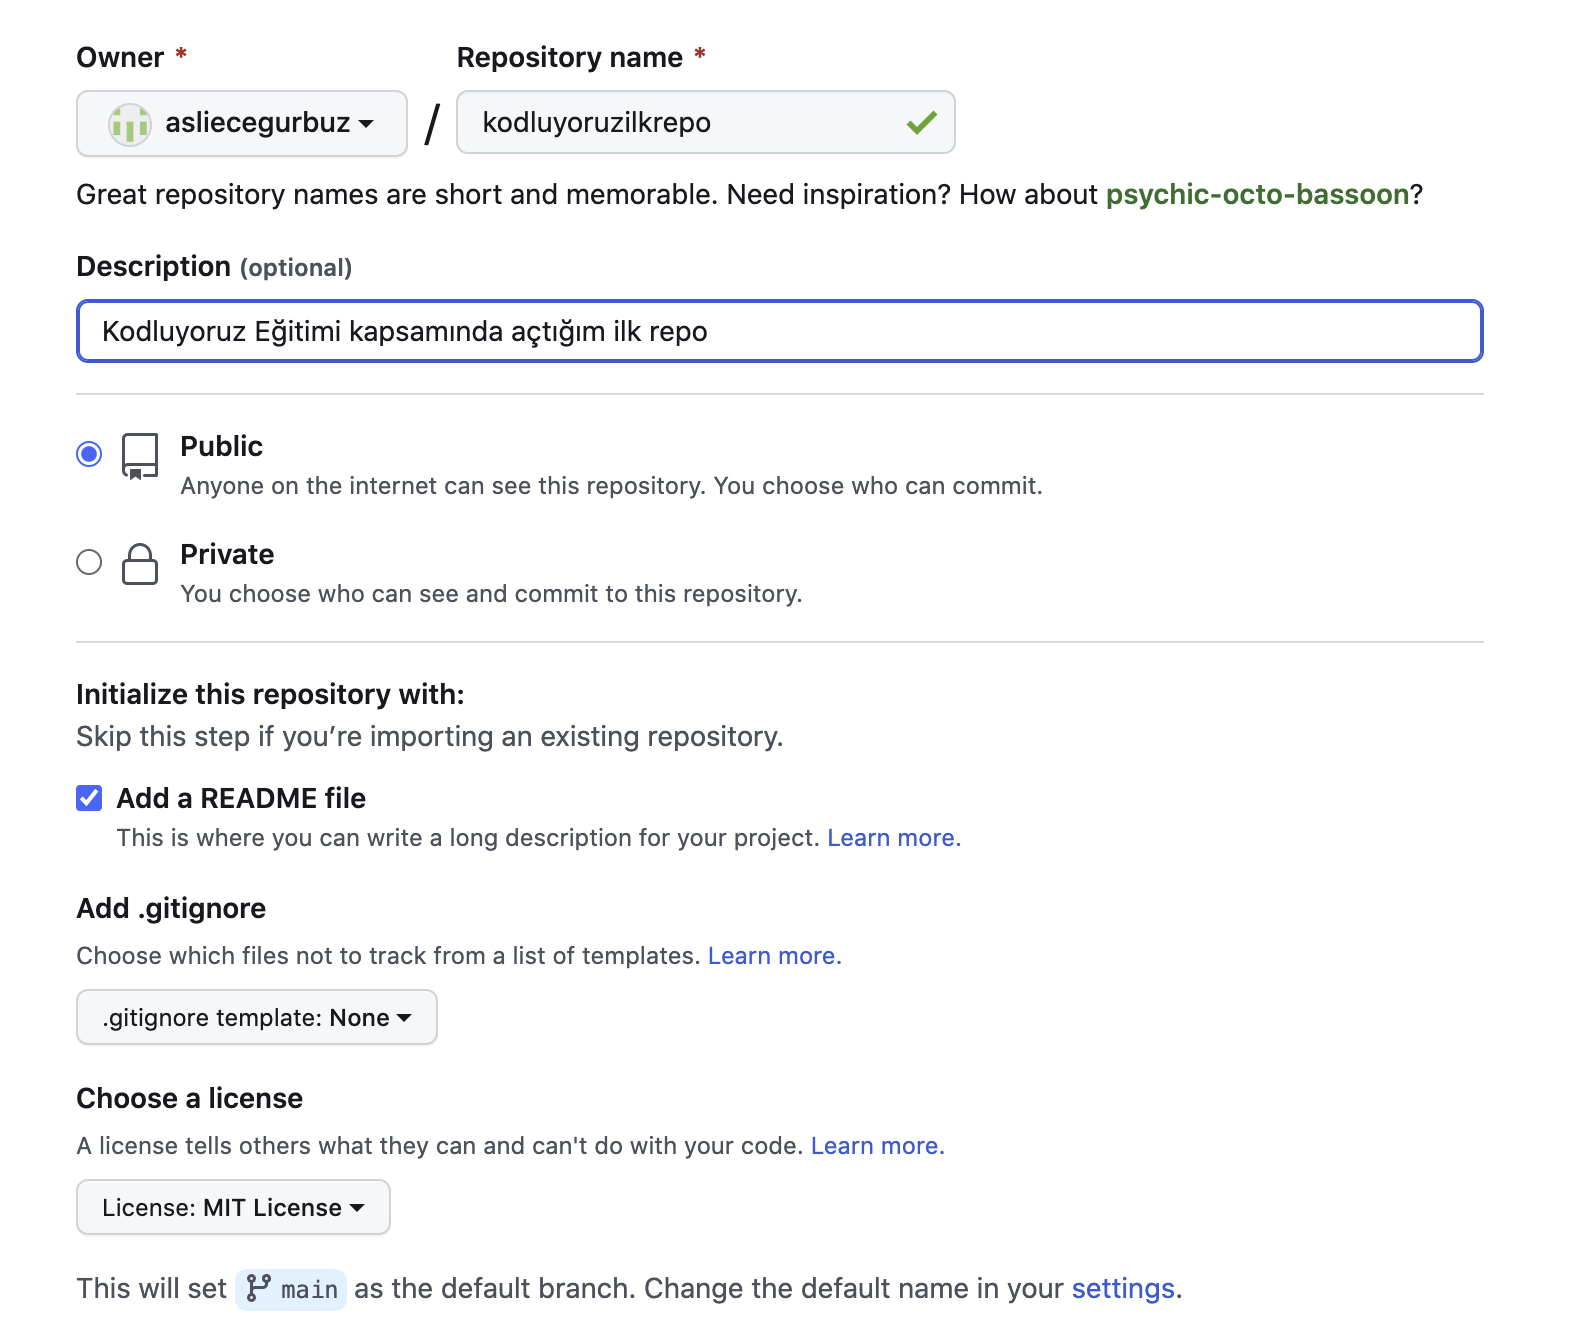 Owner * Repository name *
asliecegurbuz / kodluyoruzilkrepo
Great repository names are short and memorable. Need inspiration? How about psychic-octo-bassoon?
Description (optional)
Kodluyoruz Eğitimi kapsamında açtığım ilk repo
Public
Anyone on the internet can see this repository. You choose who can commit.
Private
You choose who can see and commit to this repository.
Initialize this repository with:
Skip this step if you’re importing an existing repository.
Add a README file
This is where you can write a long description for your project. Learn more.
Add .gitignore
Choose which files not to track from a list of templates. Learn more.
.gitignore template: None
Choose a license
A license tells others what they can and can't do with your code. Learn more.
License: MIT License
This will set main as the default branch. Change the default name in your settings.